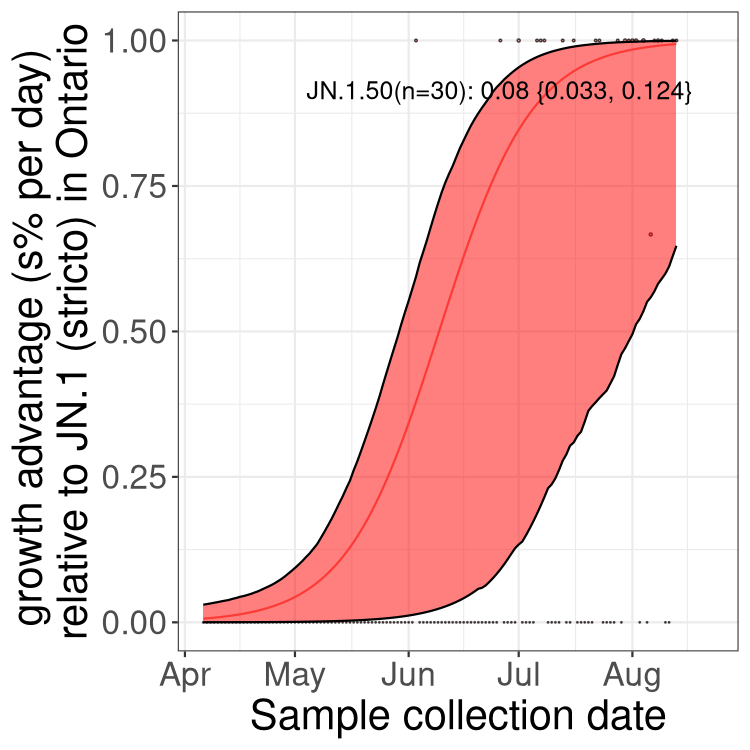 growth advantage (s% per day)
relative to JN.1 (stricto) in Ontario
1.00
0.75
0.50
0.25
0.00
JN.1.50(n=30): 0.08 {0.033, 0.124}
Apr May Jun Jul Aug
Sample collection date